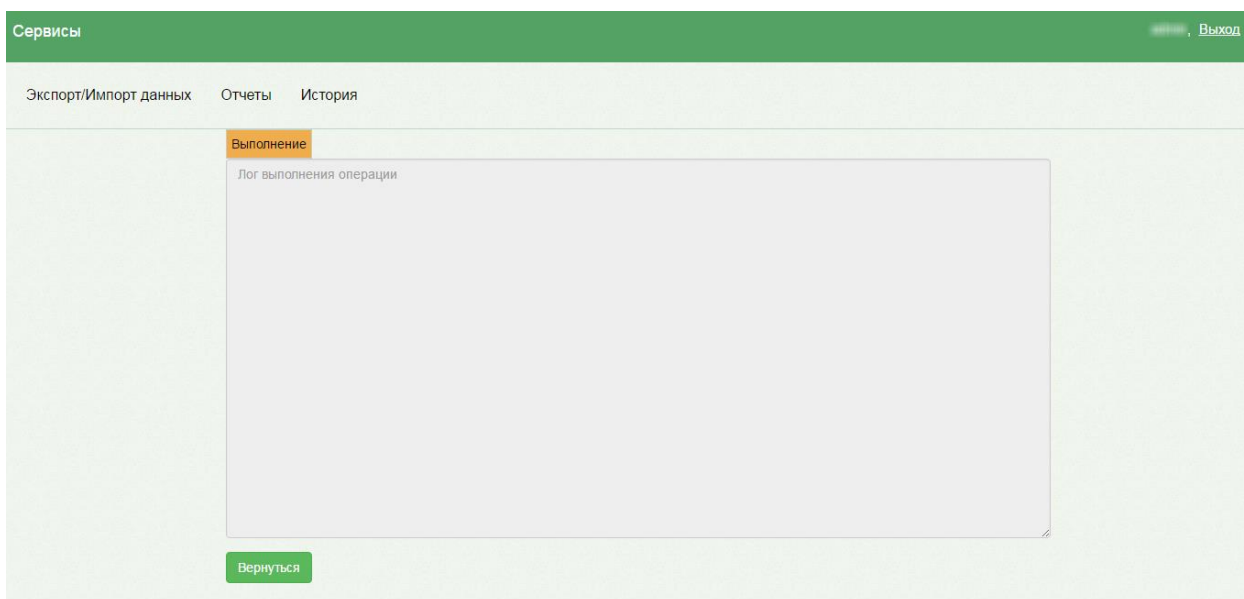 Сервисы
, Выход
Экспорт/Импорт данных Отчеты История
Выполнение
Лог выполнения операции
Вернуться